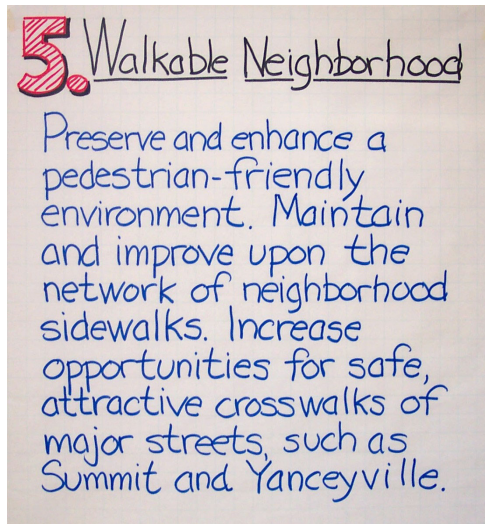 5. Walkable Neighborhood
Preserve and enhance a
pedestrian-friendly
environment. Maintain
and improve upon the
network of neighborhood
sidewalks. Increase
opportunities for safe,
attractive crosswalks of
major streets, such as
Summit and Yanceyville.